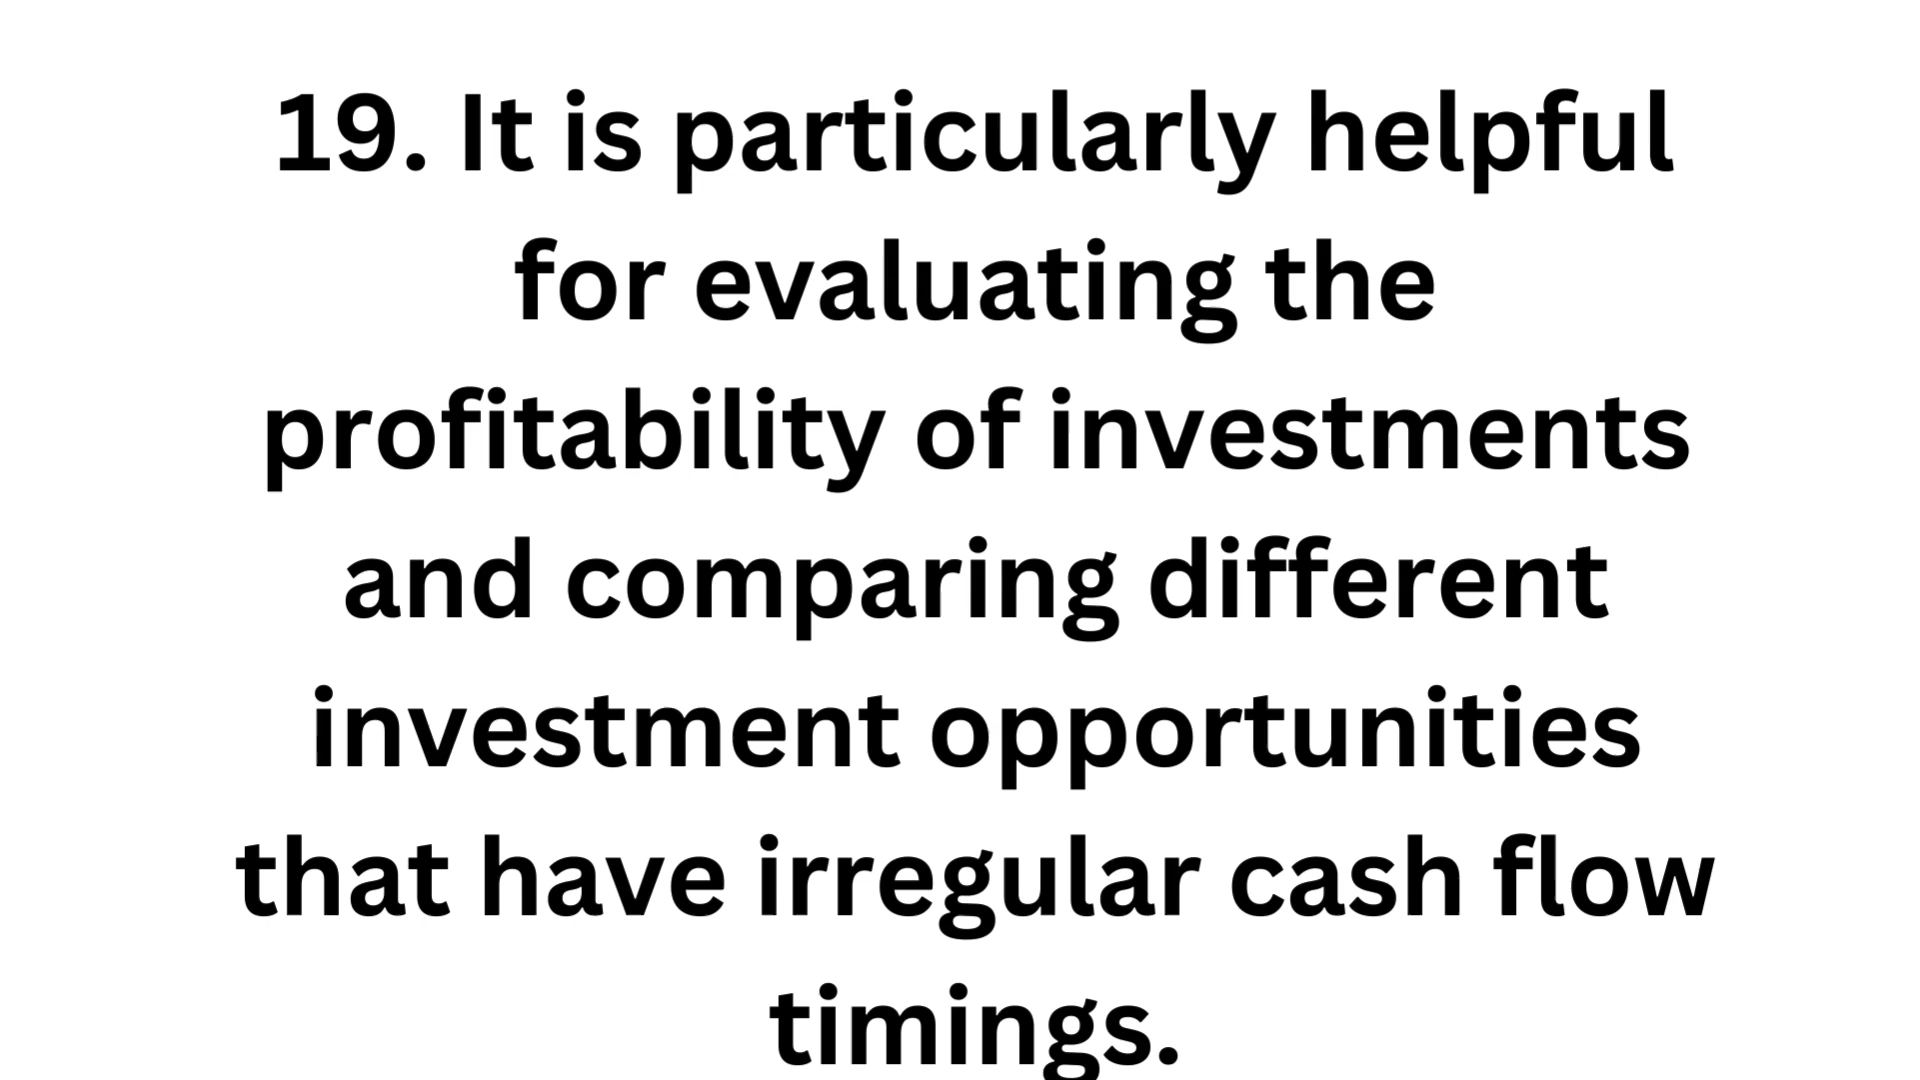 19. It is particularly helpful
for evaluating the
profitability of investments
and comparing different
investment opportunities
that have irregular cash flow
timings.